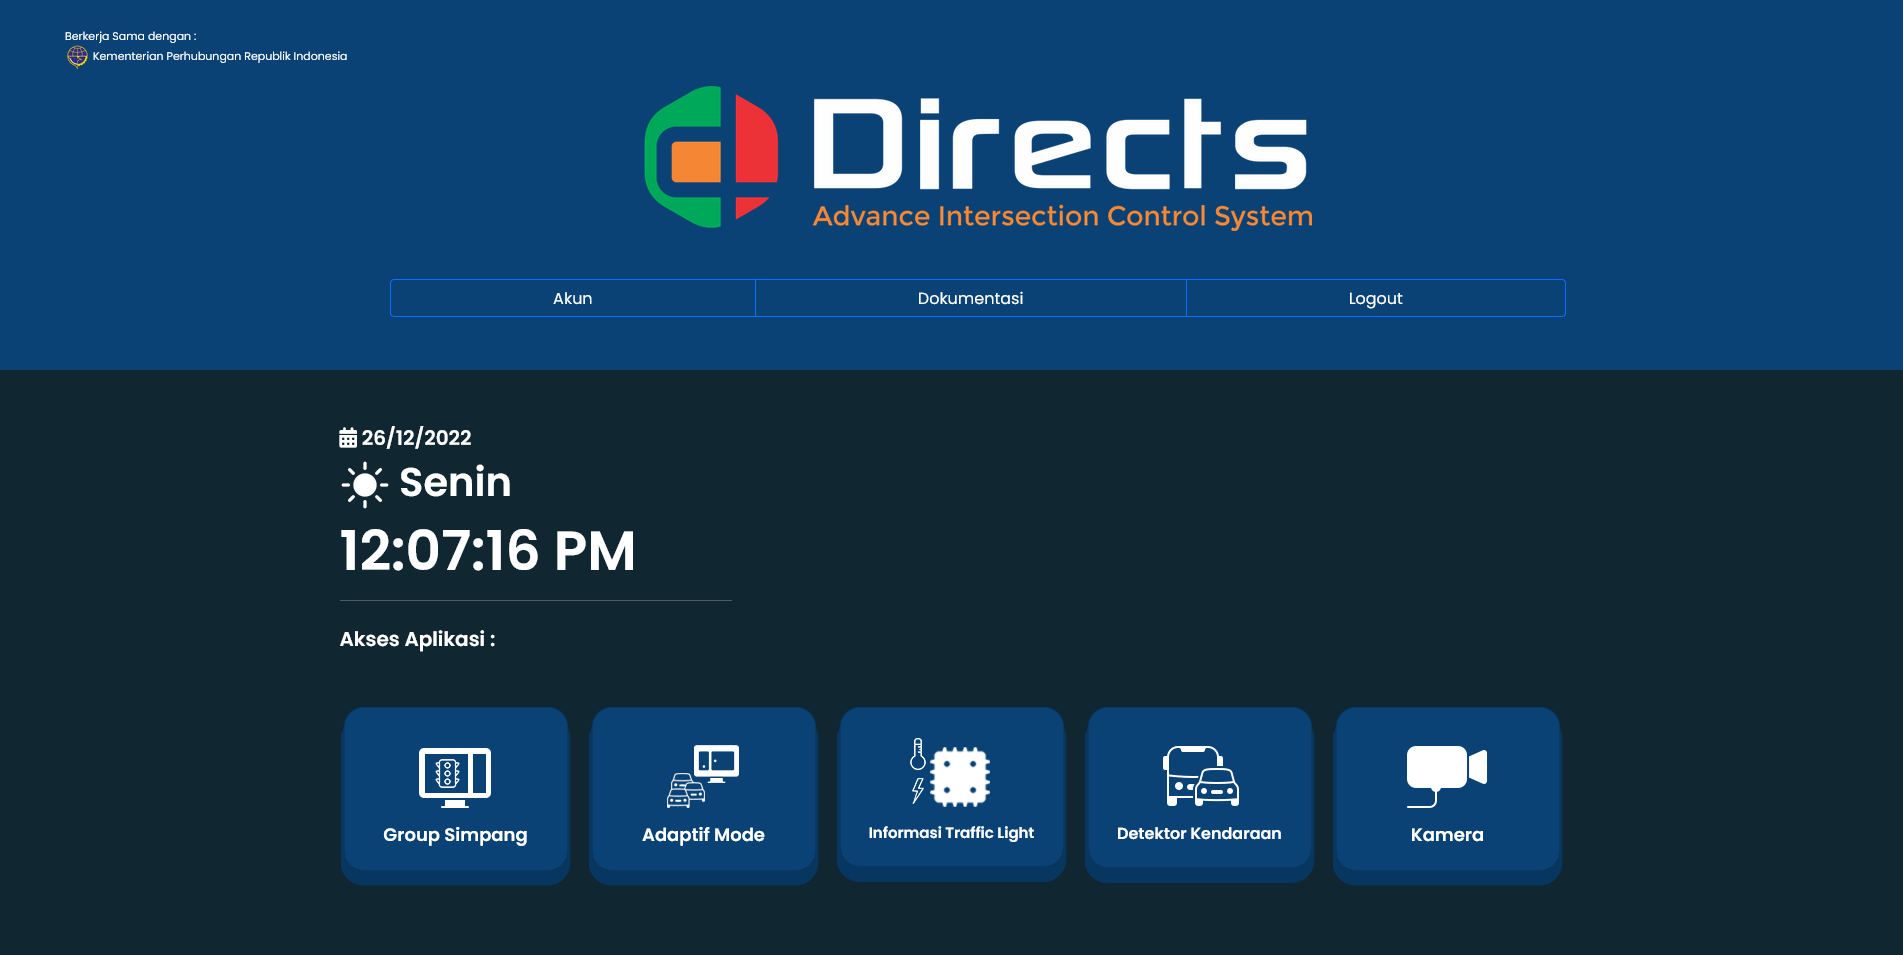 Berkerja Sama dengan :
Kementerian Perhubungan Republik Indonesia
Directs
Advance Intersection Control System
Akun
Dokumentasi
Logout
26/12/2022
Senin
12:07:16 PM
Akses Aplikasi :
Group Simpang
Adaptif Mode
Informasi Traffic Light
Detektor Kendaraan
Kamera